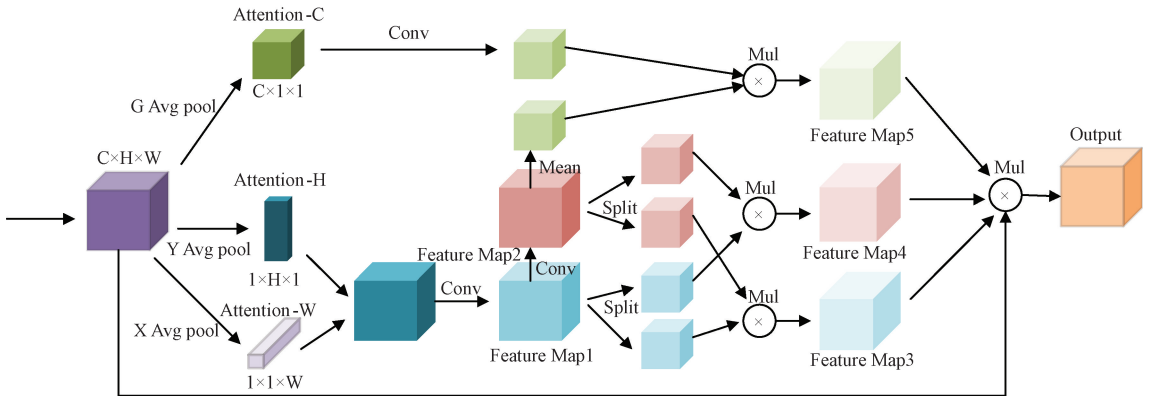 Attention-C
Conv
C×1×1
G Avg pool
C×H×W
Mul
×
Feature Map5
Output
Attention-H
Y Avg pool
1×H×1
Mean
Split
Feature Map2
Mul
×
Feature Map4
Mul
×
Attention-W
X Avg pool
1×1×W
Conv
Conv
Split
Feature Map1
Mul
×
Feature Map3